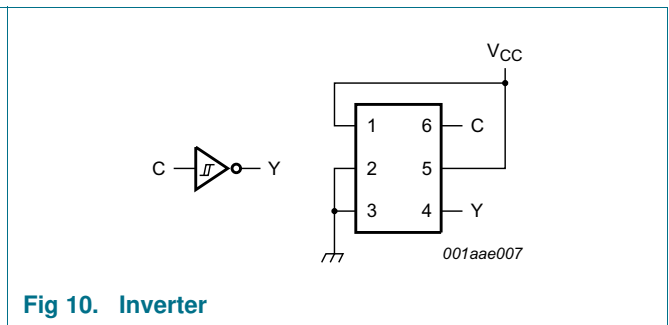 VCC
1 6 C
C Y 2 5
3 4 Y
001aae007
Fig 10. Inverter